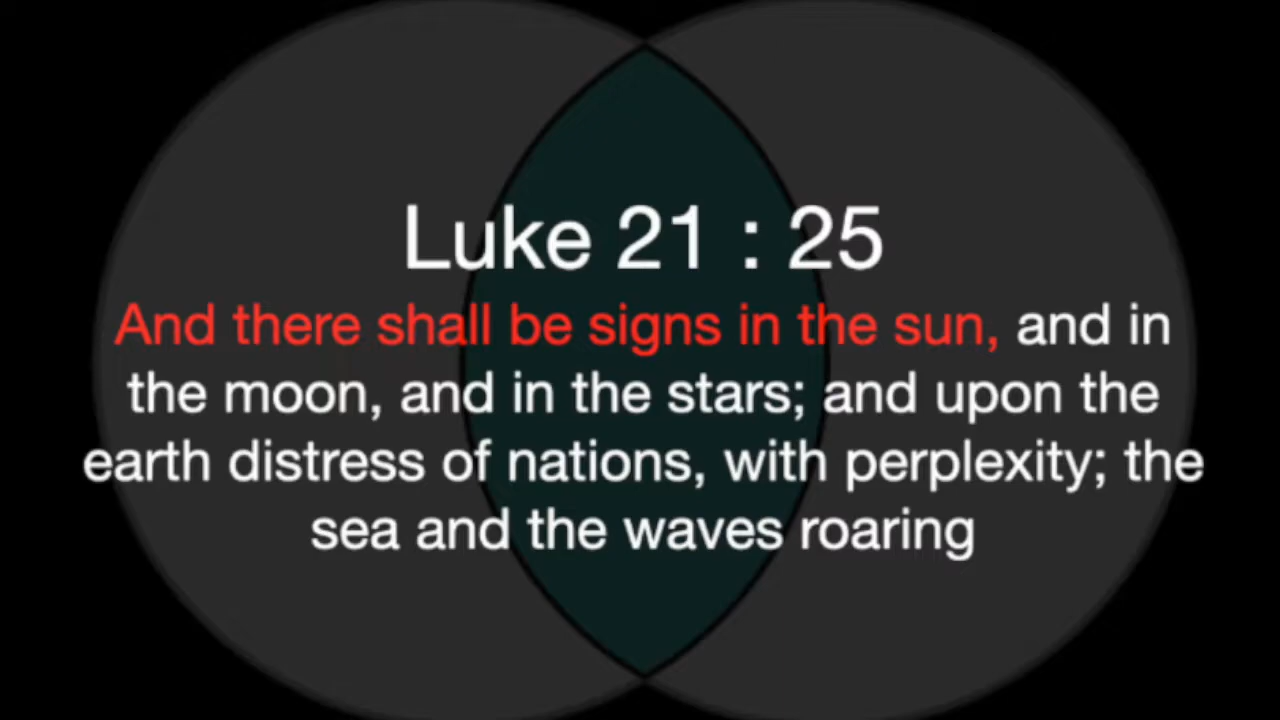 Luke 21 : 25
And there shall be signs in the sun, and in
the moon, and in the stars; and upon the
earth distress of nations, with perplexity; the
sea and the waves roaring